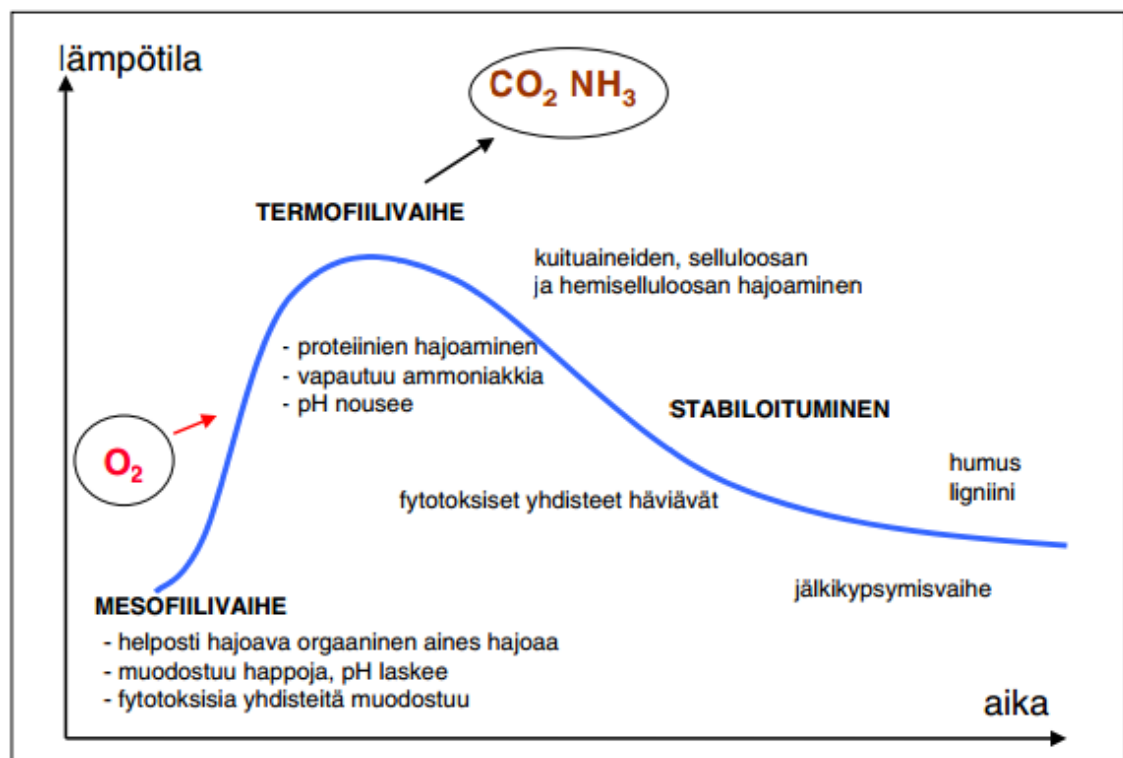 lämpötila
CO₂ NH₃
TERMOFIILIVAIHE
kuituaineiden, selluloosan
ja hemiselluloosan hajoaminen
- proteiinien hajoaminen
- vapautuu ammoniakkia
- pH nousee
STABILOITUMINEN
O₂
humus
ligniini
fytotoksiset yhdisteet häviävät
jälkikypsymisvaihe
MESOFIILIVAIHE
- helposti hajoava orgaaninen aines hajoaa
- muodostuu happoja, pH laskee
- fytotoksisia yhdisteitä muodostuu
aika